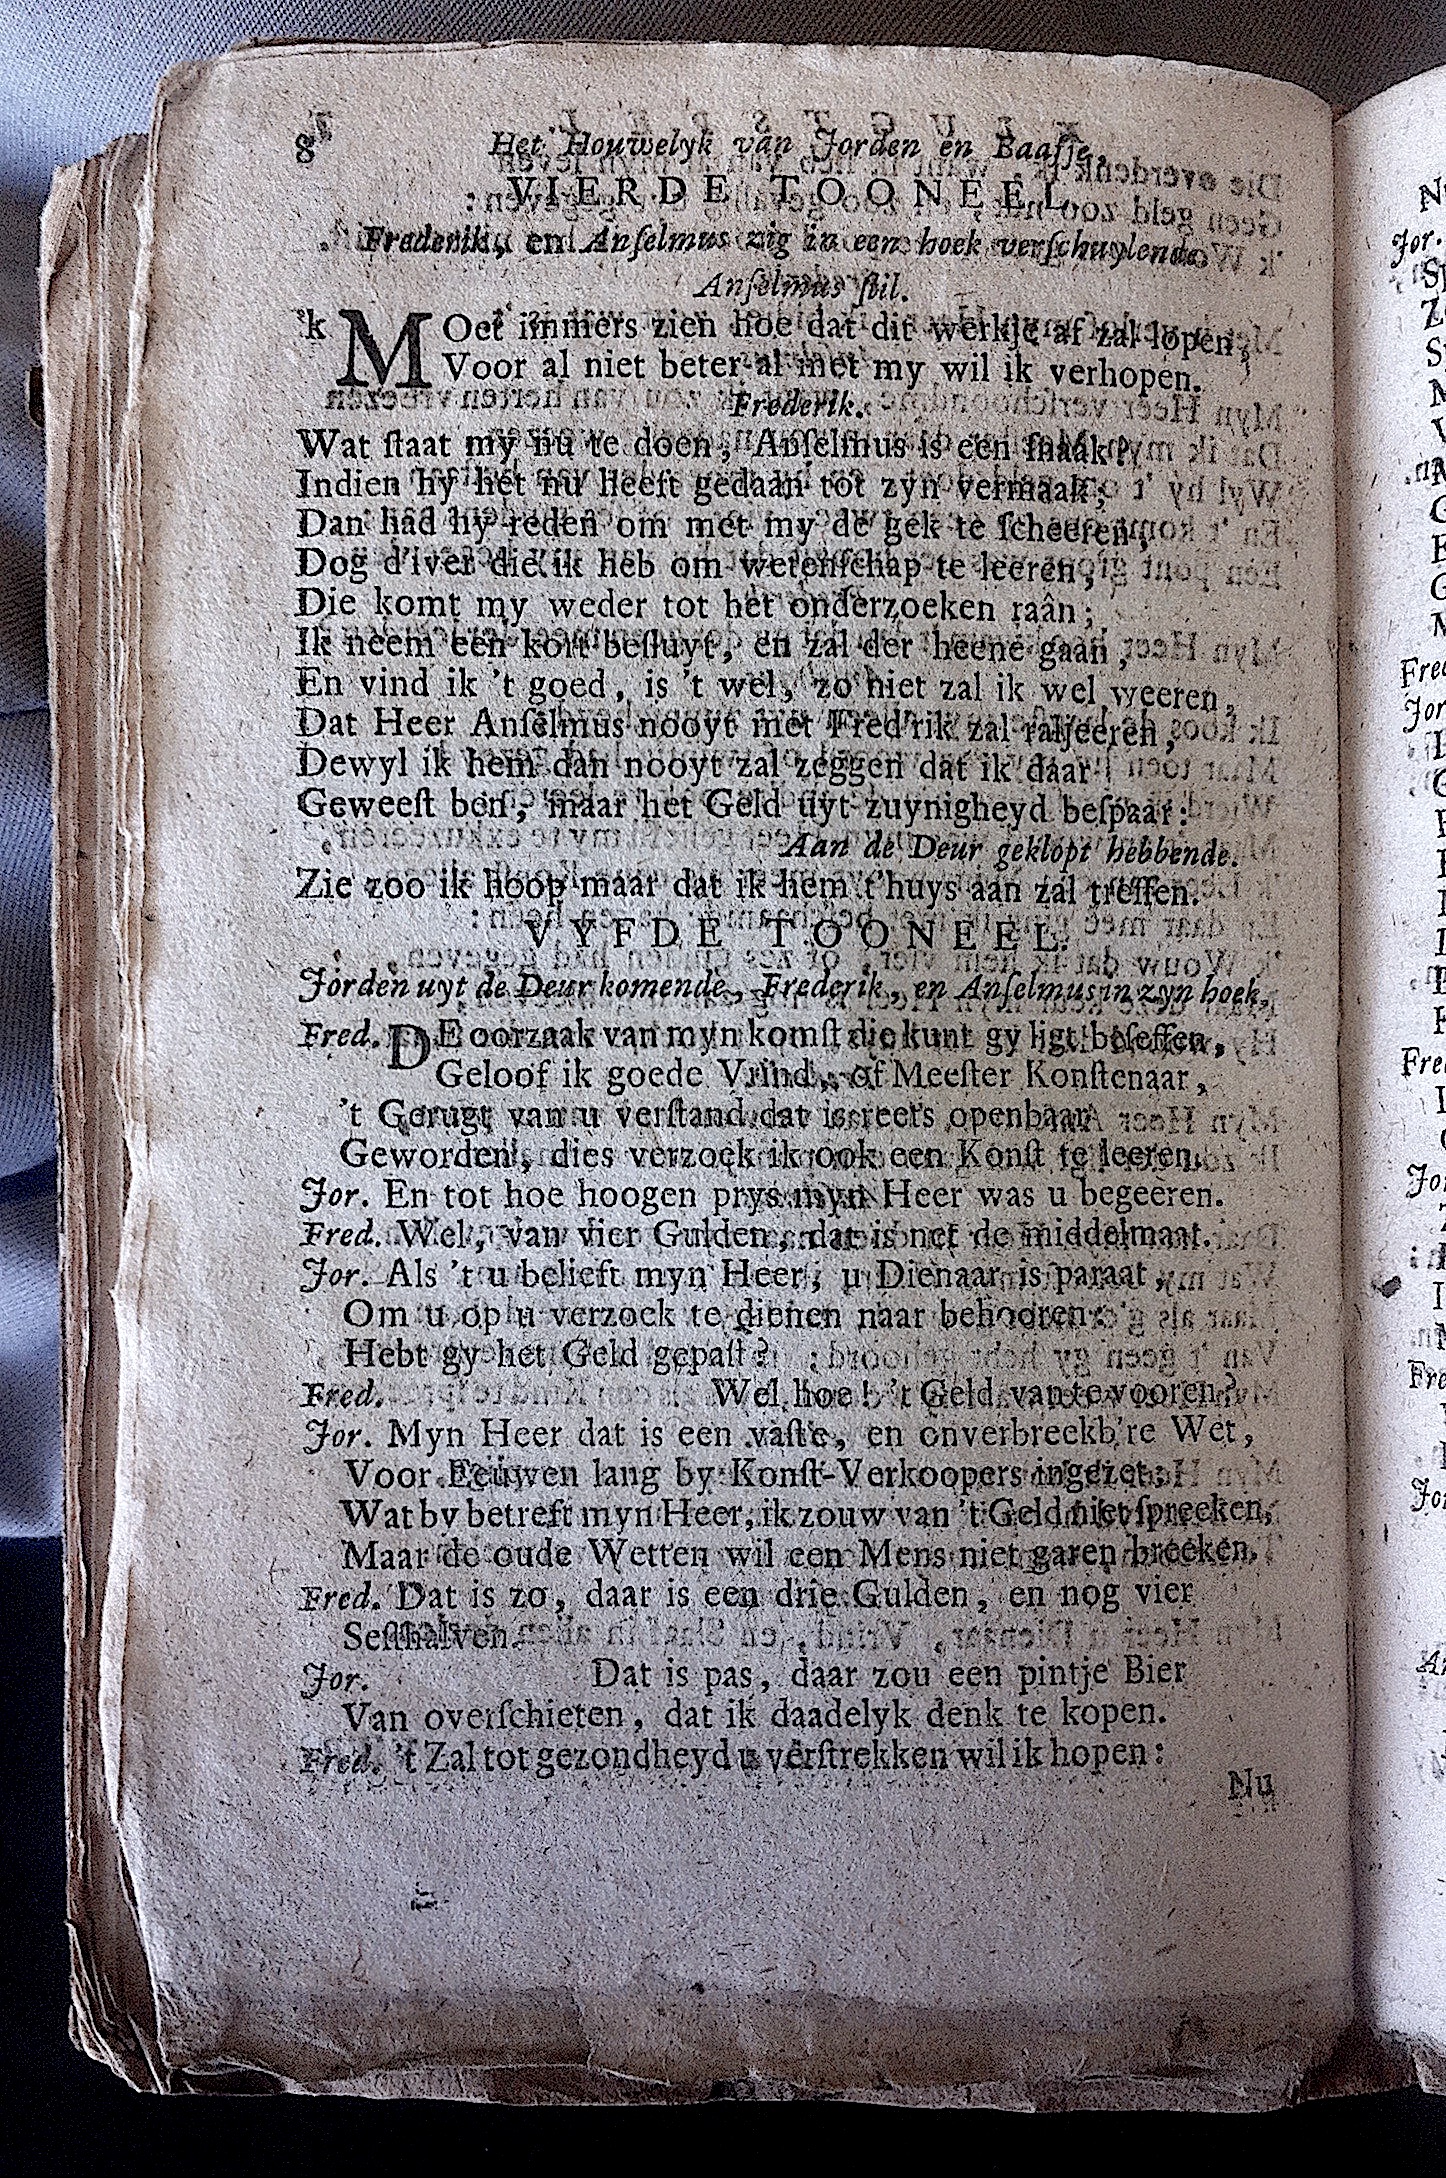 8 Het Houwelyk van Jorden en Baafje.
VIERDE TOONEEL.
Frederik, en Anſelmus zig in een hoek verſchuylende
Anſelmus ſtil.
'k MOet immers zien hoe dat dit werkje af zal lopen,
Voor al niet beter al met my wil ik verhopen.
Frederik.
Wat ſtaat my nu te doen, Anſelmus is een ſnaak?
Indien hy het nu heeft gedaan tot zyn vermaak;
Dan had hy reden om met my de gek te ſcheeren,
Dog d'iver die ik heb om wetenſchap te leeren,
Die komt my weder tot het onderzoeken raân;
Ik neem een kort beſluyt, en zal der heene gaan,
En vind ik 't goed, is 't wel, zo niet zal ik wel weeren,
Dat Heer Anſelmus nooyt met Fred'rik zal raljeeren,
Dewyl ik hem dan nooyt zal zeggen dat ik daar
Geweeſt ben, maar het Geld uyt zuynigheyd beſpaar:
Aan de Deur geklopt hebbende.
Zie zoo ik hoop maar dat ik hem t'huys aan zal treffen.
VYFDE TOONEEL.
Jorden uyt de Deur komende, Frederik, en Anſelmus in zyn hoek.
Fred. DE oorzaak van myn komſt die kunt gy ligt beſeffen,
Geloof ik goede Vrind, of Meeſter Konſtenaar,
't Gerugt van u verſtand dat is reets openbaar
Geworden, dies verzoek ik ook een Konſt te leeren.
Jor. En tot hoe hoogen prys myn Heer was u begeeren.
Fred. Wel, van vier Gulden, dat is net de middelmaat.
Jor. Als 't u belieft myn Heer, u Dienaar is paraat,
Om u op u verzoek te dienen naar behooren:
Hebt gy het Geld gepaſt?
Fred. Wel hoe! 't Geld van te vooren?
Jor. Myn Heer dat is een vaſte, en onverbreekb're Wet,
Voor Eeuwen lang by Konſt-Verkoopers ingezet;
Wat by betreft myn Heer, ik zouw van 't Geld niet ſpreeken,
Maar de oude Wetten wil een Mens niet garen breeken.
Fred. Dat is zo, daar is een drie Gulden, en nog vier
Seſthalven.
Jor. Dat is pas, daar zou een pintje Bier
Van overſchieten, dat ik daadelyk denk te kopen.
Fred. 't Zal tot gezondheyd u verſtrekken wil ik hopen:
Nu